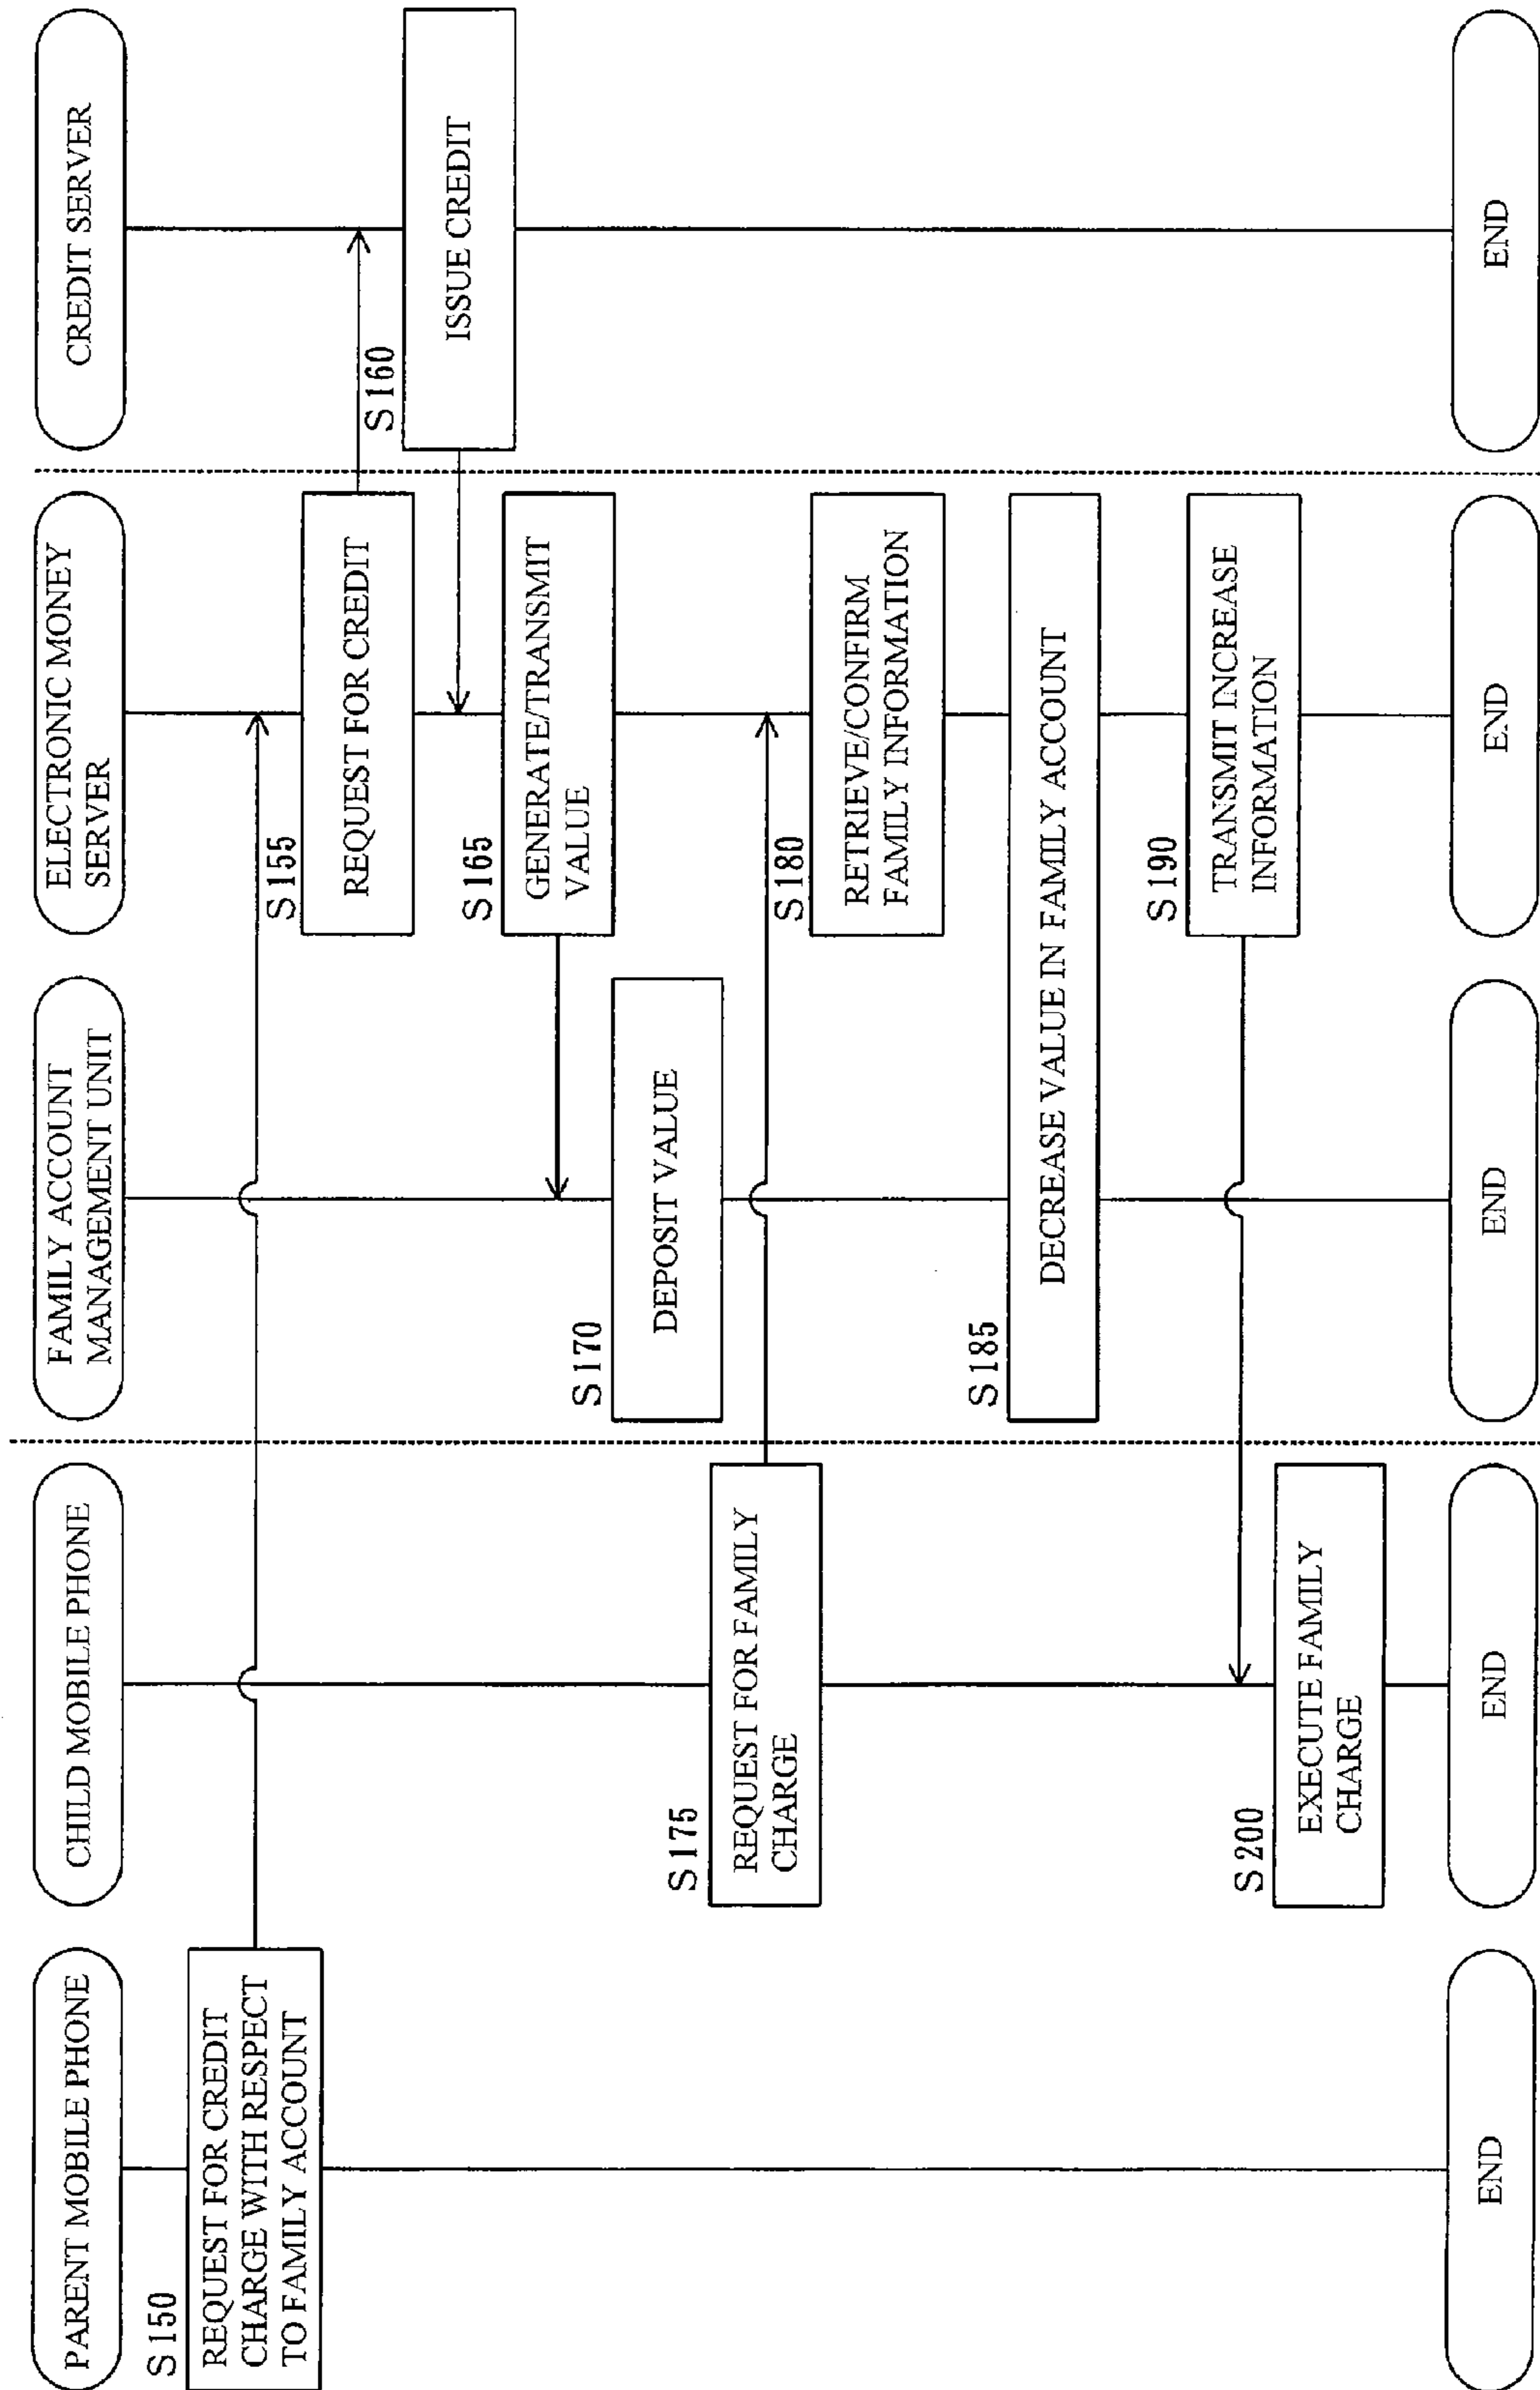 PARENT MOBILE PHONE
CHILD MOBILE PHONE
FAMILY ACCOUNT
MANAGEMENT UNIT
ELECTRONIC MONEY
SERVER
CREDIT SERVER
S150
REQUEST FOR CREDIT
CHARGE WITH RESPECT
TO FAMILY ACCOUNT
S155
REQUEST FOR CREDIT
S160
ISSUE CREDIT
S165
GENERATE/TRANSMIT
VALUE
S170
DEPOSIT VALUE
S175
REQUEST FOR FAMILY
CHARGE
S180
RETRIEVE/CONFIRM
FAMILY INFORMATION
S185
DECREASE VALUE IN FAMILY ACCOUNT
S190
TRANSMIT INCREASE
INFORMATION
S200
EXECUTE FAMILY
CHARGE
END
END
END
END
END